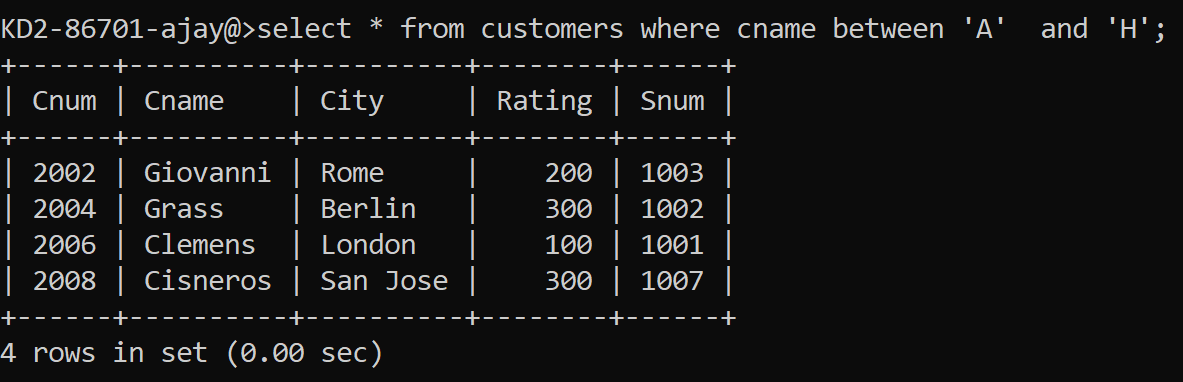 KD2-86701-ajay@>select * from customers where cname between 'A'  and 'H';
+------+----------+----------+--------+------+
| Cnum | Cname    | City     | Rating | Snum |
+------+----------+----------+--------+------+
| 2002 | Giovanni | Rome     |    200 | 1003 |
| 2004 | Grass    | Berlin   |    300 | 1002 |
| 2006 | Clemens  | London   |    100 | 1001 |
| 2008 | Cisneros | San Jose |    300 | 1007 |
+------+----------+----------+--------+------+
4 rows in set (0.00 sec)